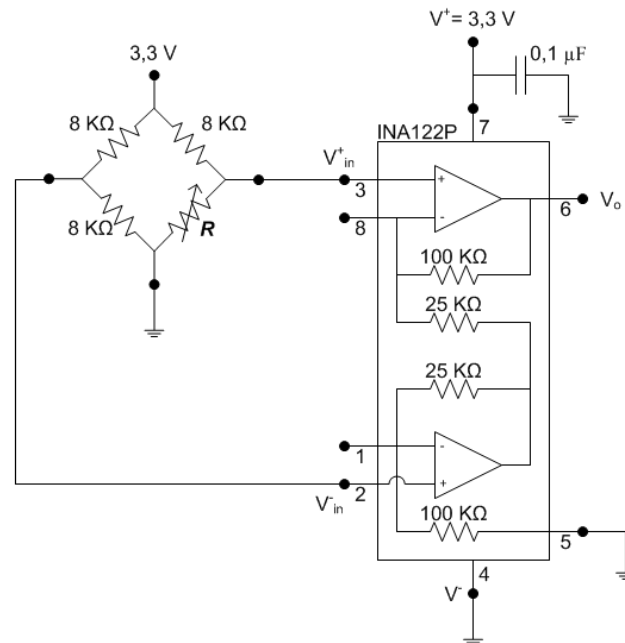 V⁺= 3,3 V
0,1 µF
3,3 V
7
INA122P
8 KΩ
8 KΩ
V⁺in
3
+
8
-
6
Vo
8 KΩ
R
100 KΩ
25 KΩ
25 KΩ
1
-
2
+
V⁻in
100 KΩ
5
4
V⁻